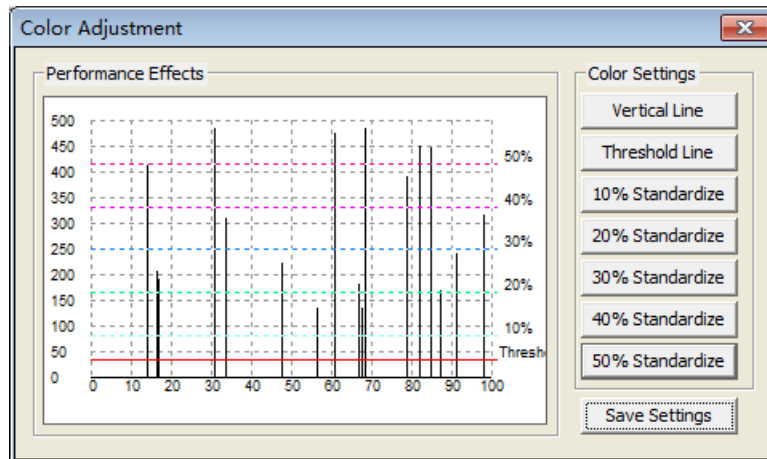 Color Adjustment
Performance Effects
500
450
400
350
300
250
200
150
100
50
0
50%
40%
30%
20%
10%
Thresh
0 10 20 30 40 50 60 70 80 90 100
Color Settings
Vertical Line
Threshold Line
10% Standardize
20% Standardize
30% Standardize
40% Standardize
50% Standardize
Save Settings